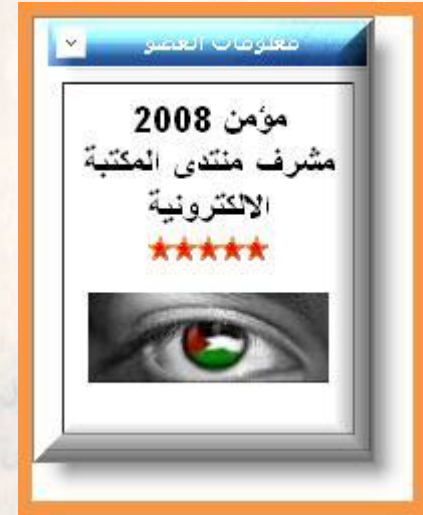 معلومات العضو
مؤمن 2008
مشرف منتدى المكتبة
الالكترونية